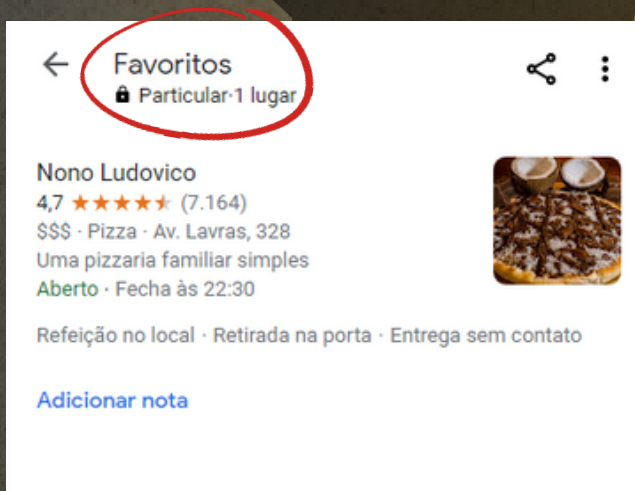 Favoritos
Particular·1 lugar
Nono Ludovico
4,7 ★★★★★ (7.164)
$$$ · Pizza · Av. Lavras, 328
Uma pizzaria familiar simples
Aberto · Fecha às 22:30
Refeição no local · Retirada na porta · Entrega sem contato
Adicionar nota